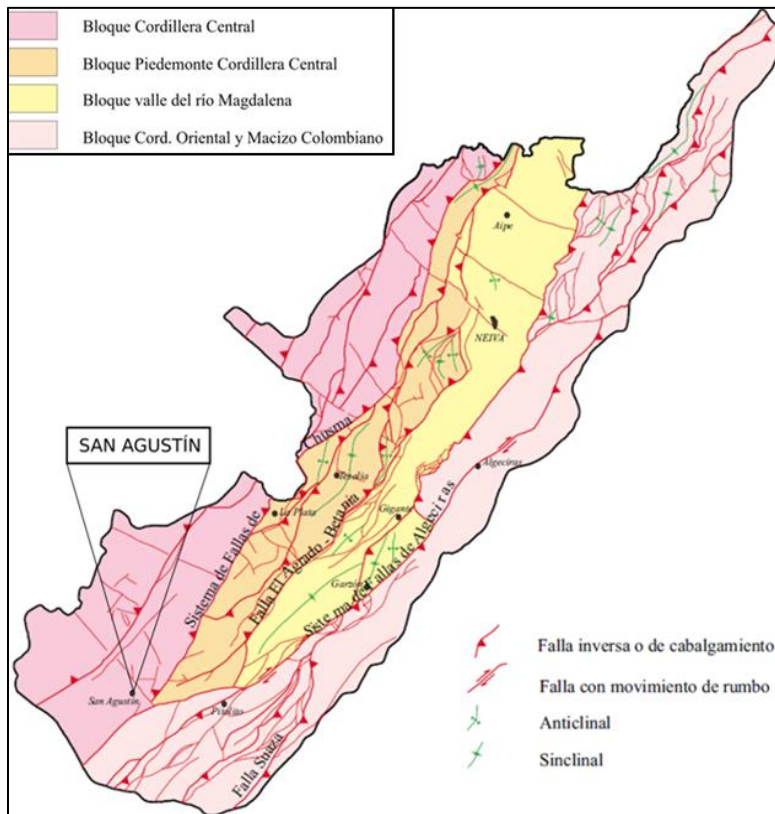 Bloque Cordillera Central
Bloque Piedemonte Cordillera Central
Bloque valle del río Magdalena
Bloque Cord. Oriental y Macizo Colombiano
Aipe
NEIVA
Chusma
SAN AGUSTÍN
Algeciras
Tesalia
La Plata
Gigante
Sistema de Fallas de
Falla El Agrado - Betania
Garzón
Sistema de Fallas de Algeciras
San Agustín
Pitalito
Falla Suaza
Falla inversa o de cabalgamiento
Falla con movimiento de rumbo
Anticlinal
Sinclinal